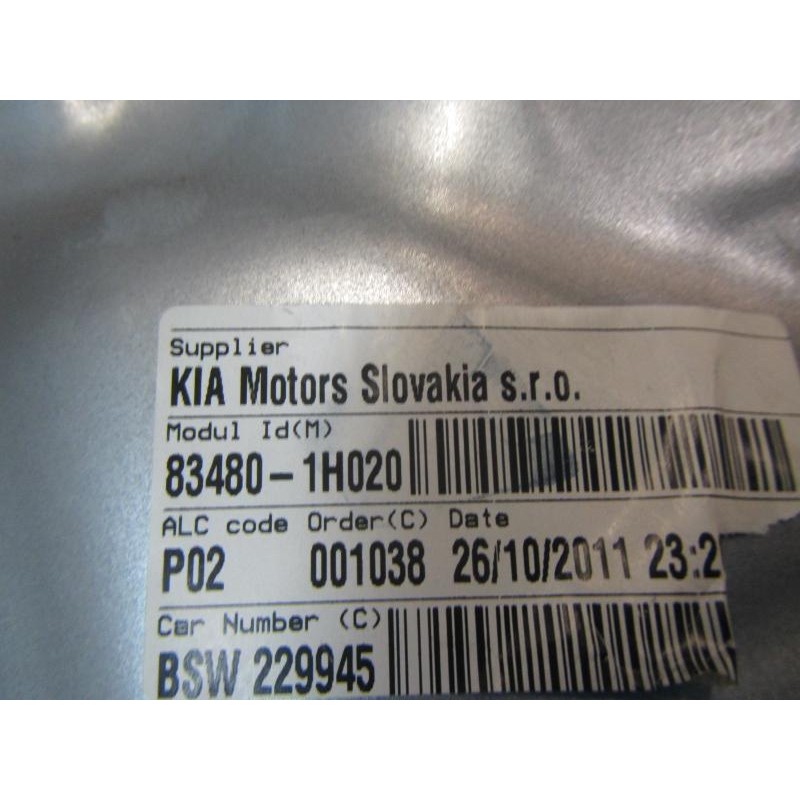 Supplier
KIA Motors Slovakia s.r.o.
Modul Id(M)
83480-1H020
ALC code Order(C) Date
P02 001038 26/10/2011 23:2
Car Number (C)
BSW 229945